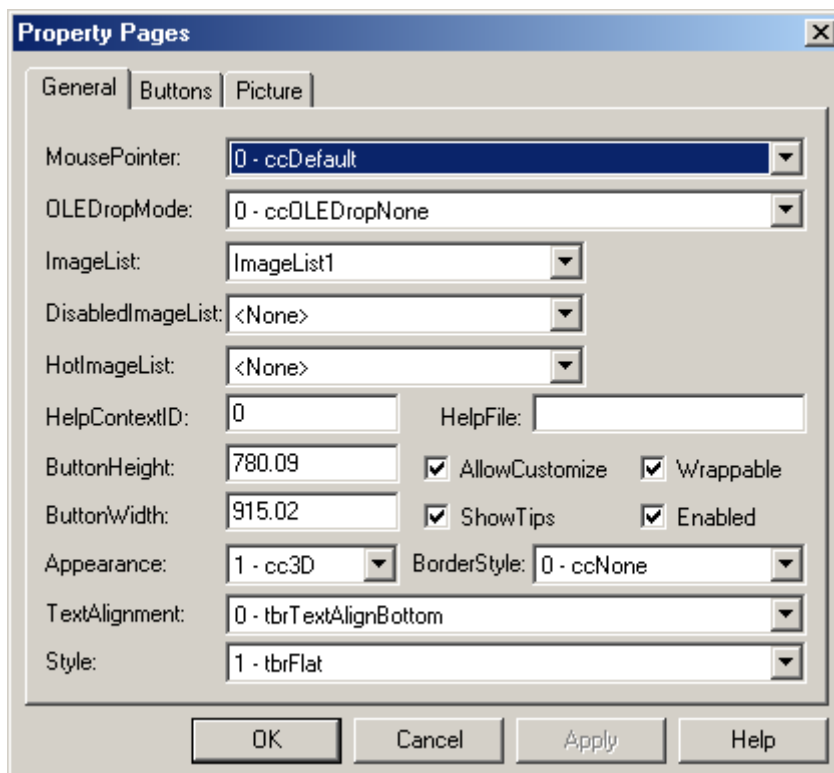 Property Pages
General Buttons Picture
MousePointer: 0 - ccDefault
OLEDropMode: 0 - ccOLEDropNone
ImageList: ImageList1
DisabledImageList: <None>
HotImageList: <None>
HelpContextID: 0 HelpFile:
ButtonHeight: 780.09 AllowCustomize Wrappable
ButtonWidth: 915.02 ShowTips Enabled
Appearance: 1 - cc3D BorderStyle: 0 - ccNone
TextAlignment: 0 - tbrTextAlignBottom
Style: 1 - tbrFlat
OK Cancel Apply Help